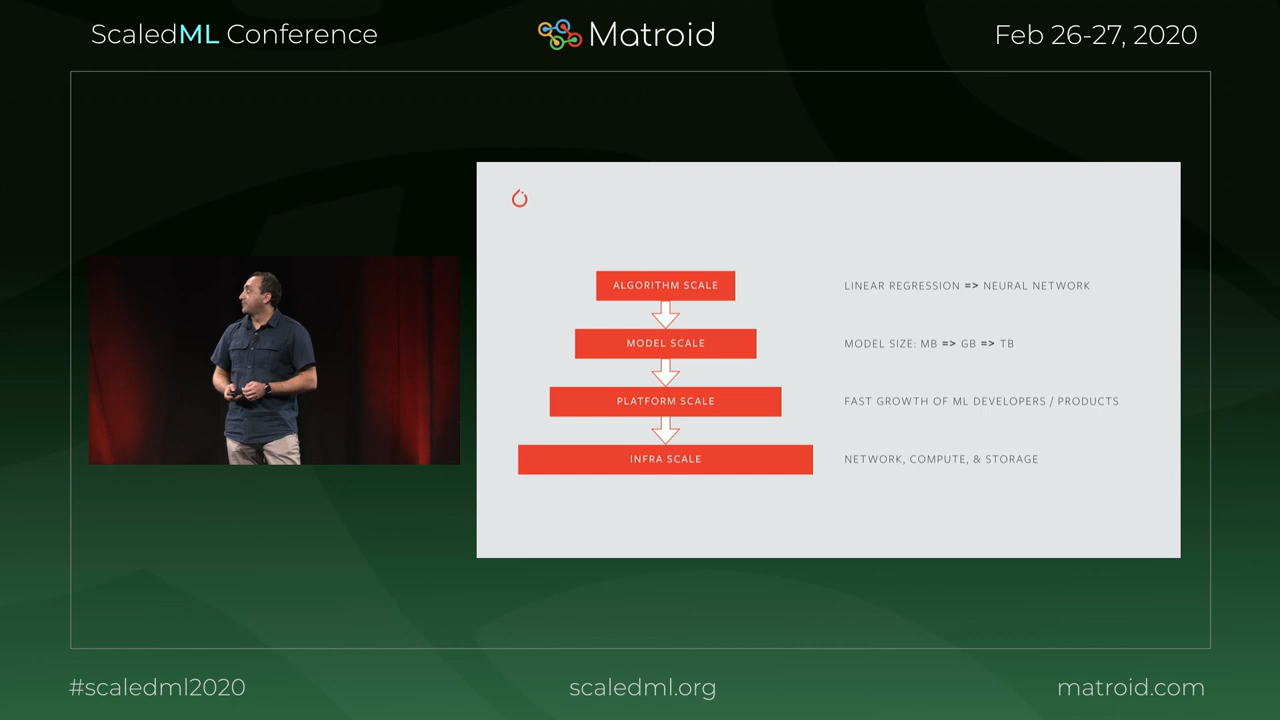 ScaledML Conference
Matroid
Feb 26-27, 2020
ALGORITHM SCALE
LINEAR REGRESSION => NEURAL NETWORK
MODEL SCALE
MODEL SIZE: MB => GB => TB
PLATFORM SCALE
FAST GROWTH OF ML DEVELOPERS / PRODUCTS
INFRA SCALE
NETWORK, COMPUTE, & STORAGE
#scaledml2020
scaledml.org
matroid.com